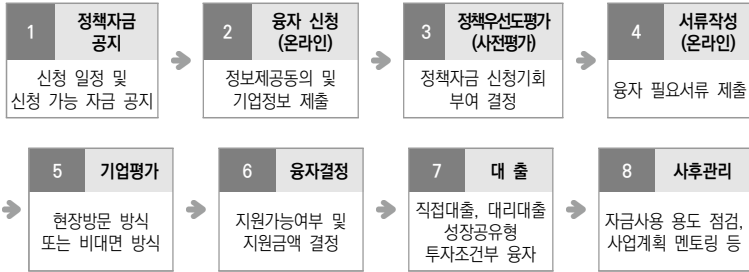 1
정책자금
공지
신청 일정 및
신청 가능 자금 공지
2
융자 신청
(온라인)
정보제공동의 및
기업정보 제출
3
정책우선도평가
(사전평가)
정책자금 신청기회
부여 결정
4
서류작성
(온라인)
융자 필요서류 제출
5
기업평가
현장방문 방식
또는 비대면 방식
6
융자결정
지원가능여부 및
지원금액 결정
7
대 출
직접대출, 대리대출
성장공유형
투자조건부 융자
8
사후관리
자금사용 용도 점검,
사업계획 멘토링 등